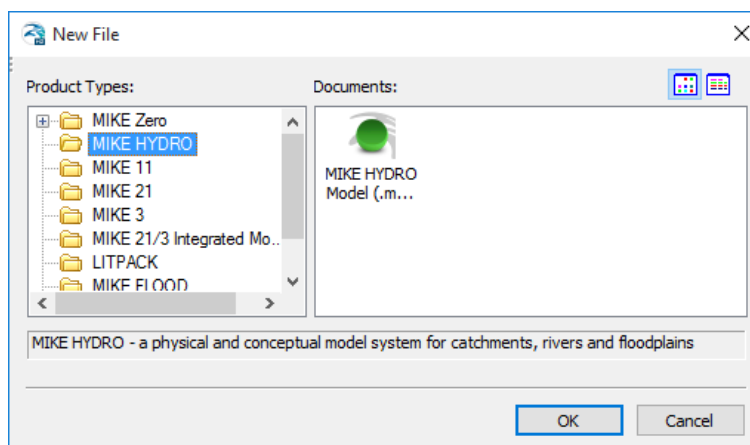 New File
Product Types:
Documents:
MIKE Zero
MIKE HYDRO
MIKE 11
MIKE 21
MIKE 3
MIKE 21/3 Integrated Mo..
LITPACK
MIKE FLOOD
MIKE HYDRO
Model (.m...
MIKE HYDRO - a physical and conceptual model system for catchments, rivers and floodplains
OK
Cancel